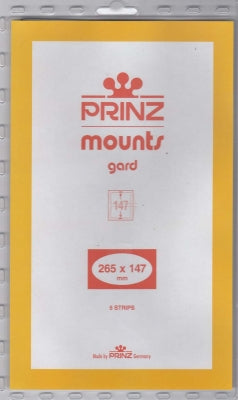 PRINZ
mounts
gard
147
265 x 147
mm
5 STRIPS
Made by PRINZ Germany